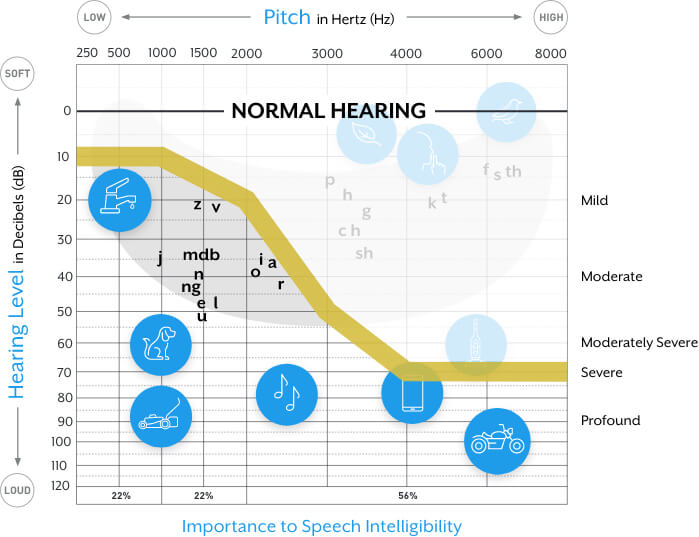 LOW Pitch in Hertz (Hz) HIGH
250 500 1000 1500 2000 3000 4000 6000 8000
SOFT
0 NORMAL HEARING
10
p f s th
h k t
20 z v Mild
g
30 ch
j mdb i a sh
40 n o Moderate
ng r
e l
50 u
60 Moderately Severe
70 Severe
80
90 Profound
100
110
120
LOUD
22% 22% 56%
Importance to Speech Intelligibility
Hearing Level in Decibels (dB)